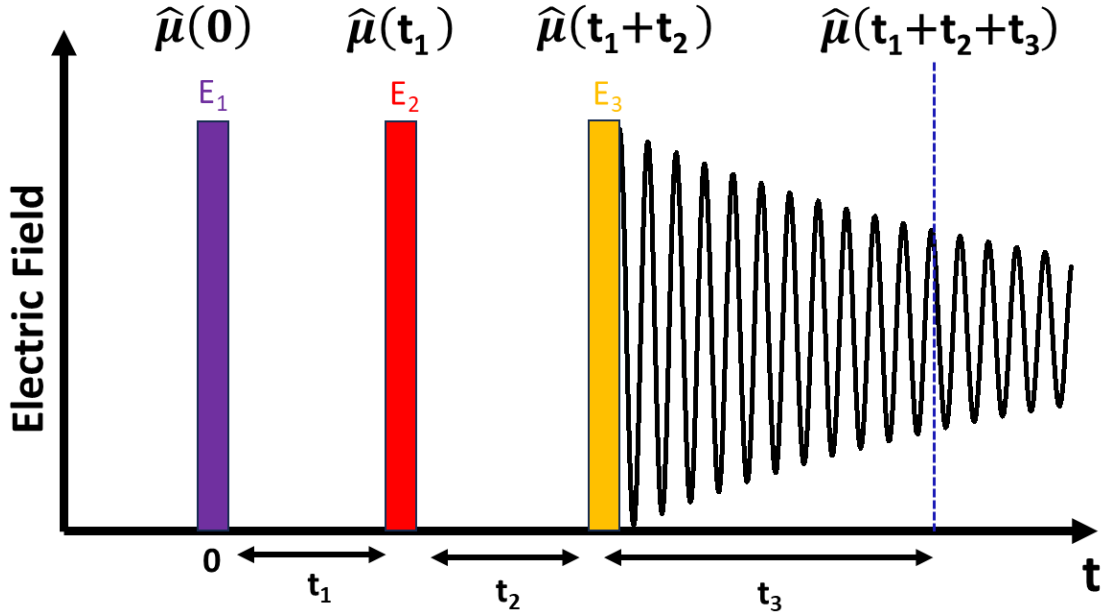 μ̂(0)
μ̂(t₁)
μ̂(t₁+t₂)
μ̂(t₁+t₂+t₃)
E₁
E₂
E₃
Electric Field
0
t₁
t₂
t₃
t